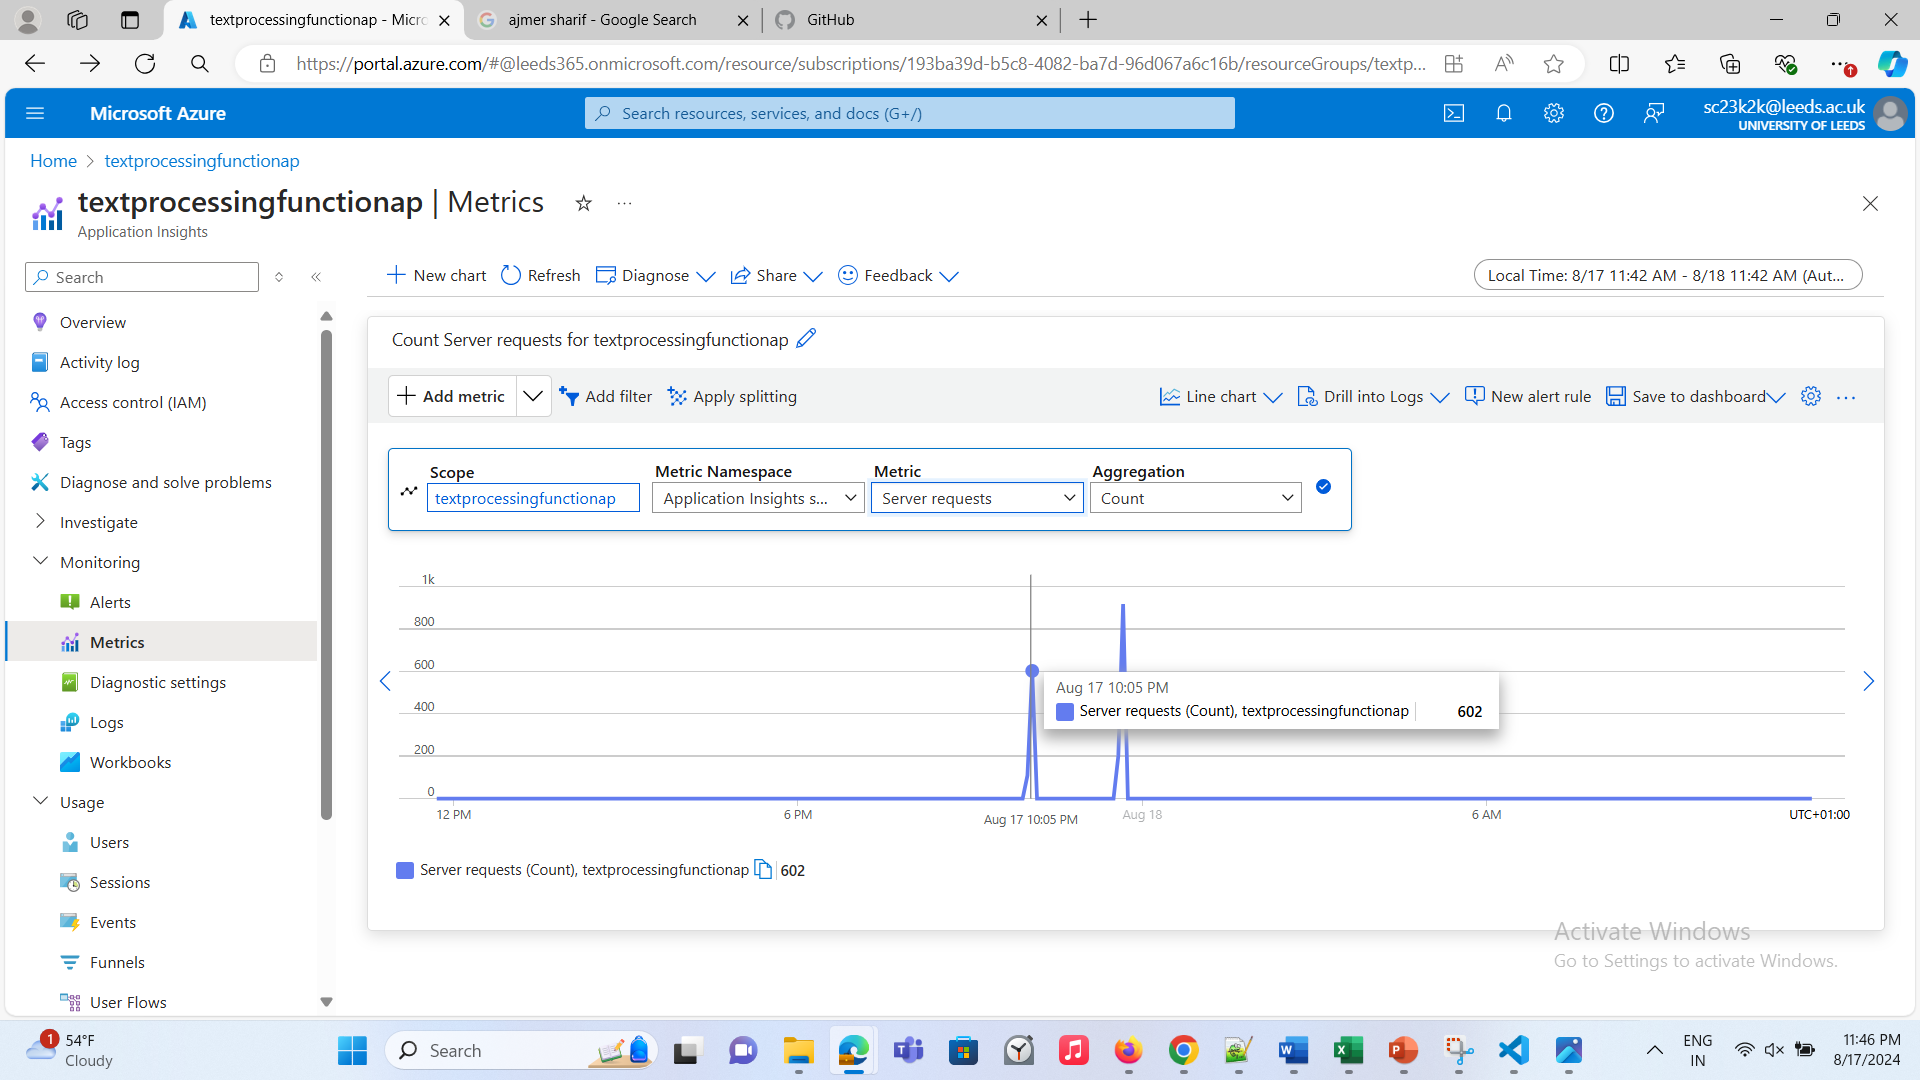 textprocessingfunctionap - Micro
ajmer sharif - Google Search
GitHub
https://portal.azure.com/#@leeds365.onmicrosoft.com/resource/subscriptions/193ba39d-b5c8-4082-ba7d-96d067a6c16b/resourceGroups/textp...
Microsoft Azure
Search resources, services, and docs (G+/)
sc23k2k@leeds.ac.uk
UNIVERSITY OF LEEDS
Home > textprocessingfunctionap
textprocessingfunctionap | Metrics
Application Insights
Search
New chart Refresh Diagnose Share Feedback
Local Time: 8/17 11:42 AM - 8/18 11:42 AM (Aut...
Overview
Activity log
Access control (IAM)
Tags
Diagnose and solve problems
Investigate
Monitoring
Alerts
Metrics
Diagnostic settings
Logs
Workbooks
Usage
Users
Sessions
Events
Funnels
User Flows
Count Server requests for textprocessingfunctionap
Add metric Add filter Apply splitting Line chart Drill into Logs New alert rule Save to dashboard
Scope Metric Namespace Metric Aggregation
textprocessingfunctionap Application Insights s... Server requests Count
1k
800
600
400
200
0
Aug 17 10:05 PM
Server requests (Count), textprocessingfunctionap 602
12 PM 6 PM Aug 17 10:05 PM Aug 18 6 AM UTC+01:00
Server requests (Count), textprocessingfunctionap 602
Activate Windows
Go to Settings to activate Windows.
1
54°F
Cloudy
Search
ENG
IN
11:46 PM
8/17/2024